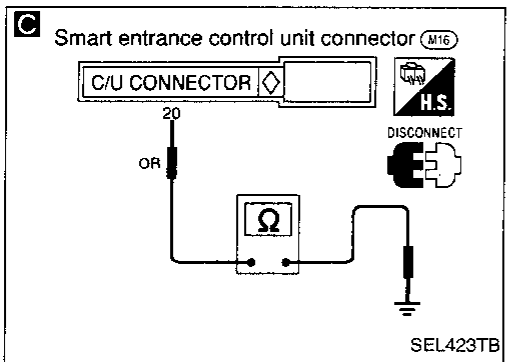 C
Smart entrance control unit connector M16
C/U CONNECTOR
H.S.
20
DISCONNECT
OR
Ω
SEL423TB